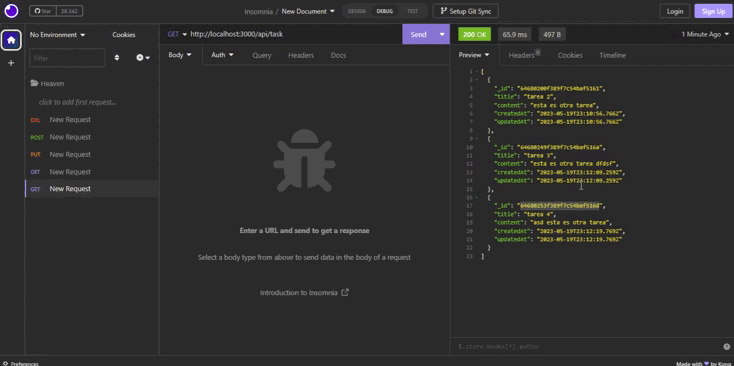 Star 28,562
Insomnia / New Document
DESIGN DEBUG TEST
Setup Git Sync
Login
Sign Up
No Environment
Cookies
GET http://localhost:3000/api/task
Send
200 OK
65.9 ms
497 B
1 Minute Ago
Filter
Body
Auth
Query
Headers
Docs
Preview
Headers 8
Cookies
Timeline
Heaven
click to add first request...
DEL New Request
POST New Request
PUT New Request
GET New Request
GET New Request
Enter a URL and send to get a response
Select a body type from above to send data in the body of a request
Introduction to Insomnia
1 [
2 {
3 "_id": "64680200f389f7c54baf5161",
4 "title": "tarea 2",
5 "content": "esta es otra tarea",
6 "createdAt": "2023-05-19T23:10:56.766Z",
7 "updatedAt": "2023-05-19T23:10:56.766Z"
8 },
9 {
10 "_id": "64680249f389f7c54baf516a",
11 "title": "tarea 3",
12 "content": "esta es otra tarea dfdsf",
13 "createdAt": "2023-05-19T23:12:09.259Z",
14 "updatedAt": "2023-05-19T23:12:09.259Z"
15 },
16 {
17 "_id": "64680253f389f7c54baf516d",
18 "title": "tarea 4",
19 "content": "asd esta es otra tarea",
20 "createdAt": "2023-05-19T23:12:19.769Z",
21 "updatedAt": "2023-05-19T23:12:19.769Z"
22 }
23 ]
$.store.books[*].author
Preferences
Made with ♥ by Kong